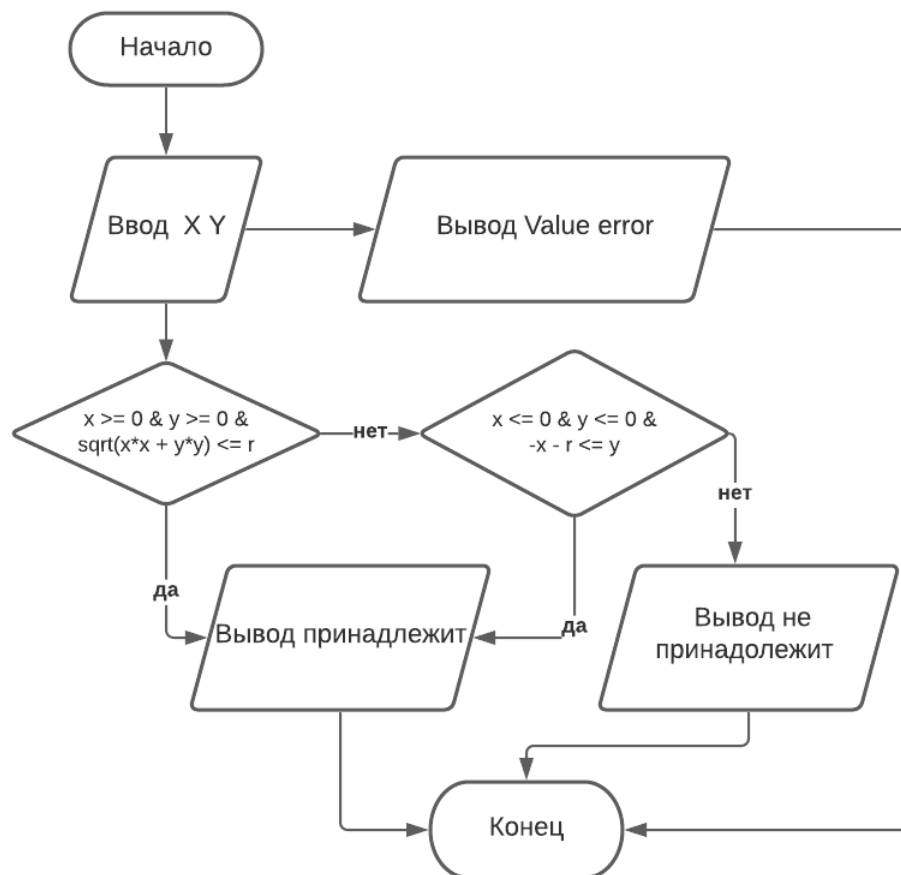 Начало
Ввод X Y
Вывод Value error
x >= 0 & y >= 0 &
sqrt(x*x + y*y) <= r
нет
x <= 0 & y <= 0 &
-x - r <= y
нет
да
Вывод принадлежит
да
Вывод не
принадолежит
Конец